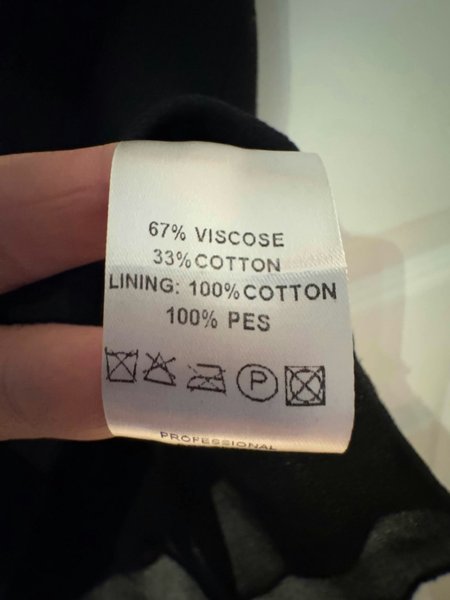 67% VISCOSE
33%COTTON
LINING: 100%COTTON
100% PES
P
PROFESSIONAL